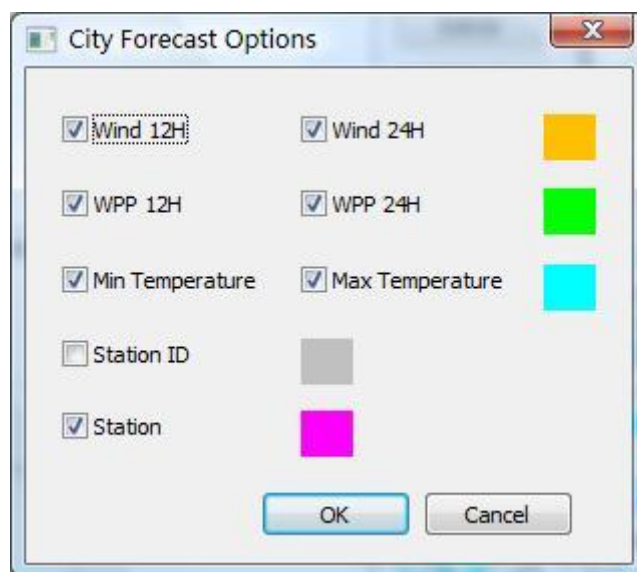 City Forecast Options
Wind 12H Wind 24H
WPP 12H WPP 24H
Min Temperature Max Temperature
Station ID
Station
OK Cancel